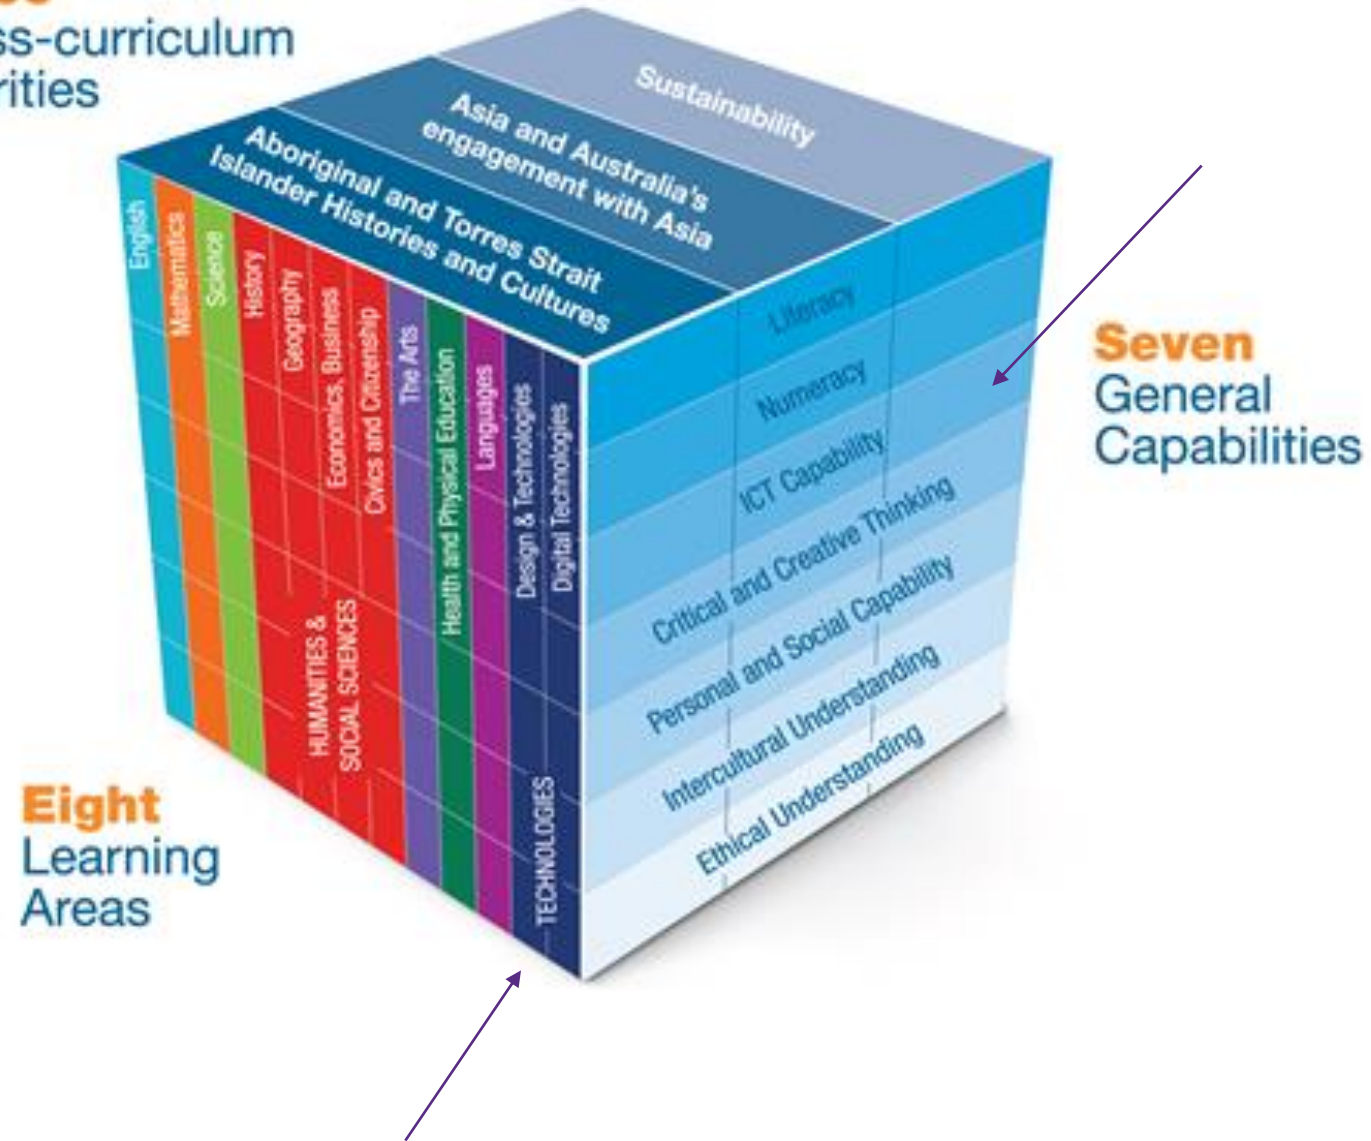 ss-curriculum
rities
Sustainability
Asia and Australia's
engagement with Asia
Aboriginal and Torres Strait
Islander Histories and Cultures
English
Mathematics
Science
History
Geography
Economics, Business
Civics and Citizenship
HUMANITIES &
SOCIAL SCIENCES
The Arts
Health and Physical Education
Languages
Design & Technologies
Digital Technologies
TECHNOLOGIES
Literacy
Numeracy
ICT Capability
Critical and Creative Thinking
Personal and Social Capability
Intercultural Understanding
Ethical Understanding
Seven
General
Capabilities
Eight
Learning
Areas